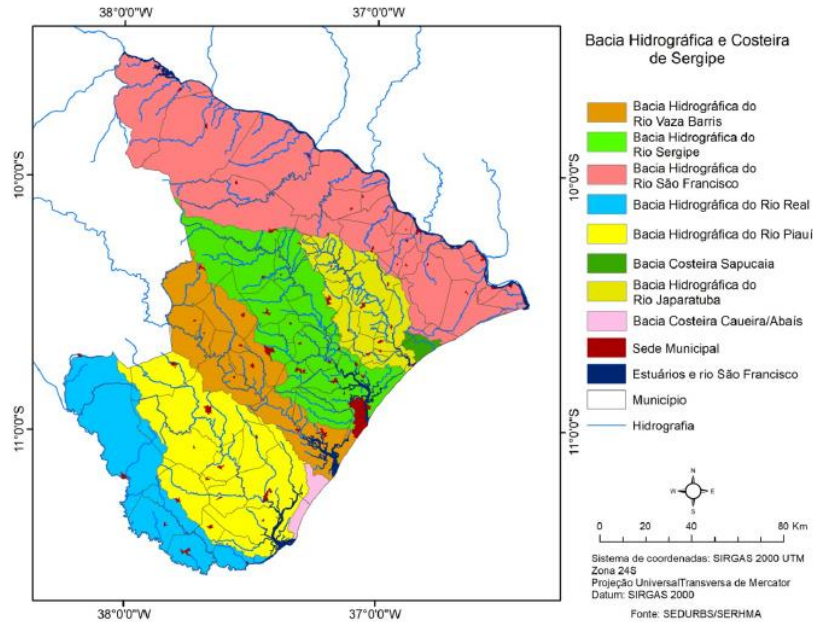 38°0'0"W
37°0'0"W
10°0'0"S
10°0'0"S
11°0'0"S
11°0'0"S
38°0'0"W
37°0'0"W
Bacia Hidrográfica e Costeira
de Sergipe
Bacia Hidrográfica do
Rio Vaza Barris
Bacia Hidrográfica do
Rio Sergipe
Bacia Hidrográfica do
Rio São Francisco
Bacia Hidrográfica do Rio Real
Bacia Hidrográfica do Rio Piauí
Bacia Costeira Sapucaia
Bacia Hidrográfica do
Rio Japaratuba
Bacia Costeira Caueira/Abaís
Sede Municipal
Estuários e rio São Francisco
Município
Hidrografia
N
W
E
S
0 20 40 80 Km
Sistema de coordenadas: SIRGAS 2000 UTM
Zona 24S
Projeção UniversalTransversa de Mercator
Datum: SIRGAS 2000
Fonte: SEDURBS/SERHMA